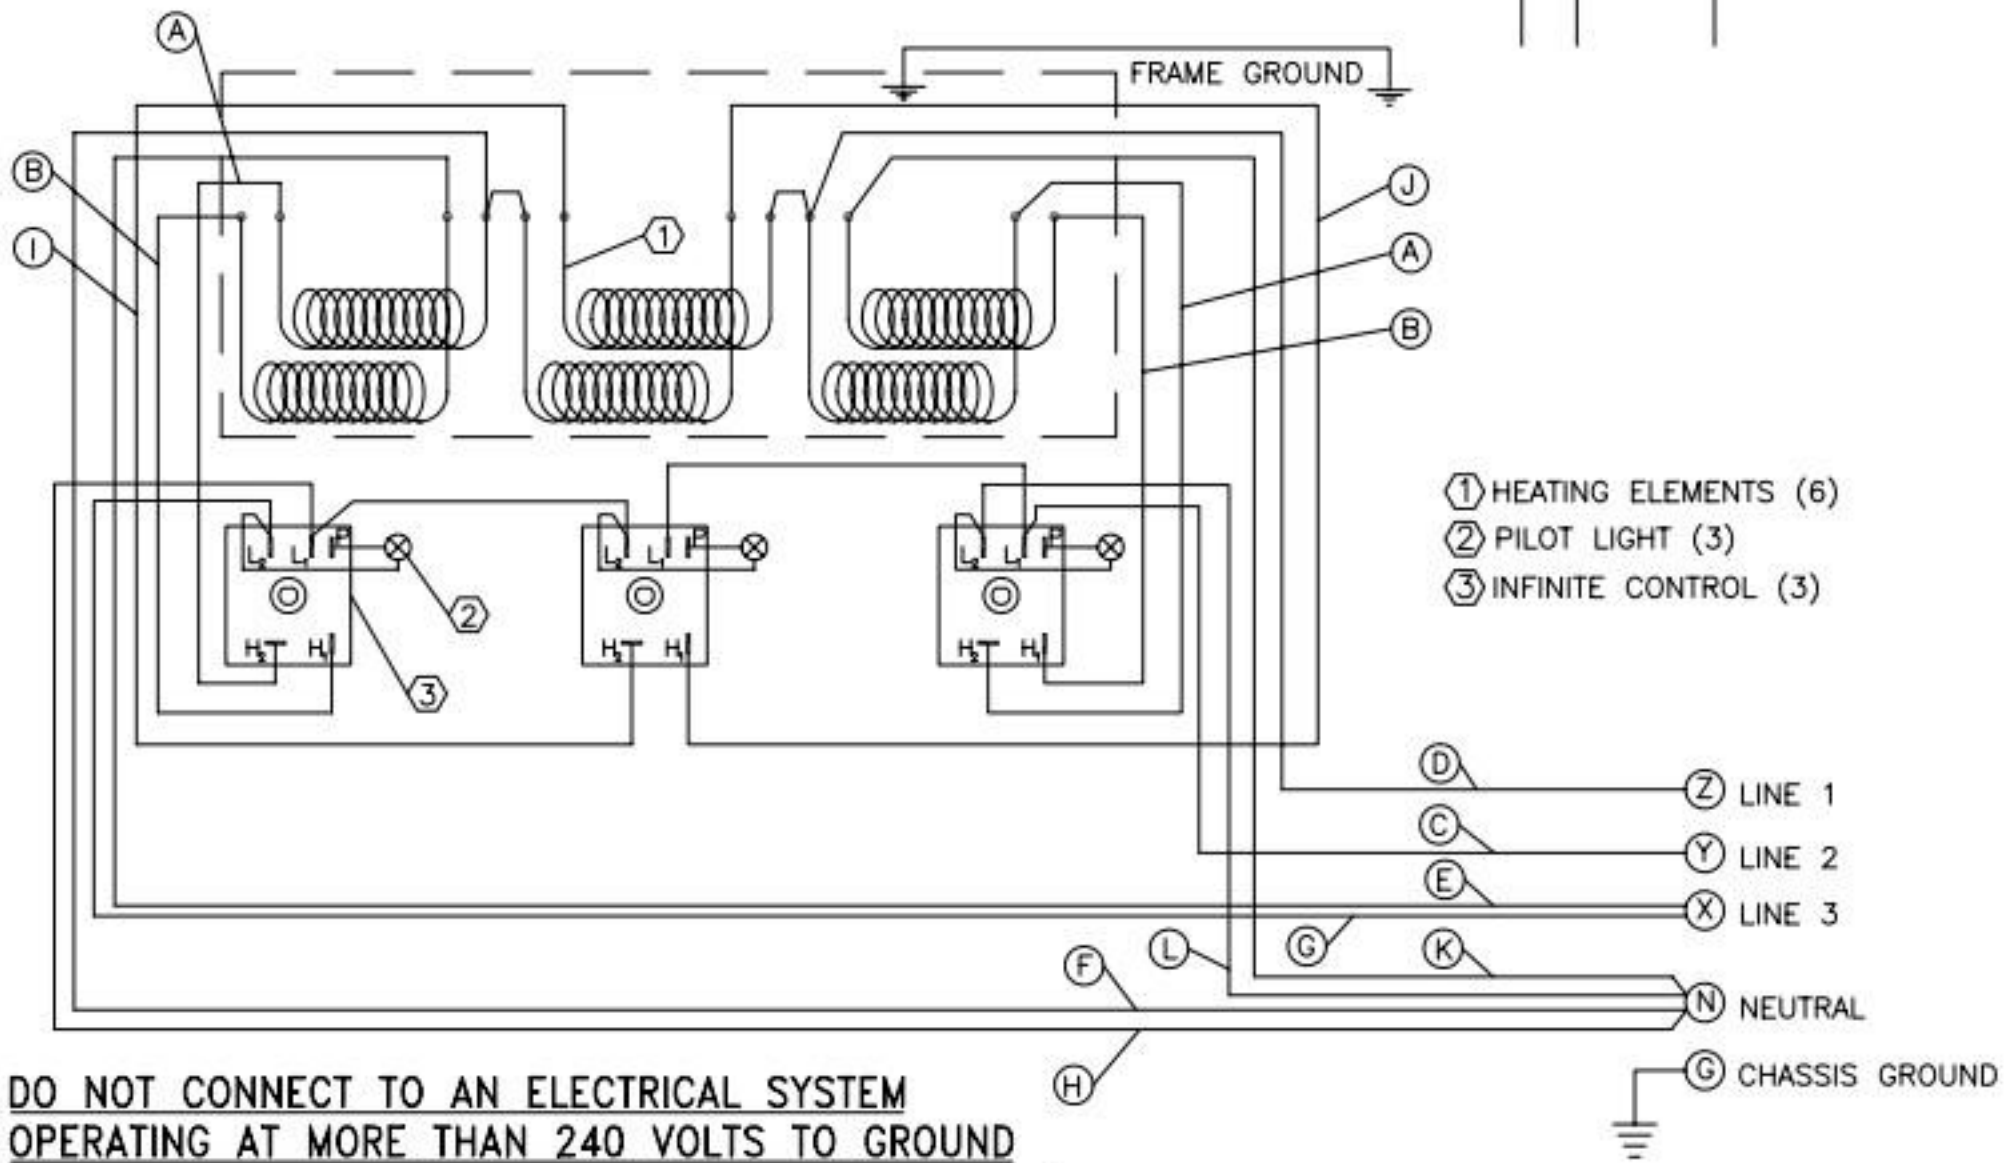 A
FRAME GROUND
B
J
I
1
A
B
L2 L1 P
L2 L1 P
L2 L1 P
H2 H1
H2 H1
H2 H1
2
3
1 HEATING ELEMENTS (6)
2 PILOT LIGHT (3)
3 INFINITE CONTROL (3)
D
Z LINE 1
C
Y LINE 2
E
X LINE 3
G
L
K
F
N NEUTRAL
H
G CHASSIS GROUND
DO NOT CONNECT TO AN ELECTRICAL SYSTEM
OPERATING AT MORE THAN 240 VOLTS TO GROUND